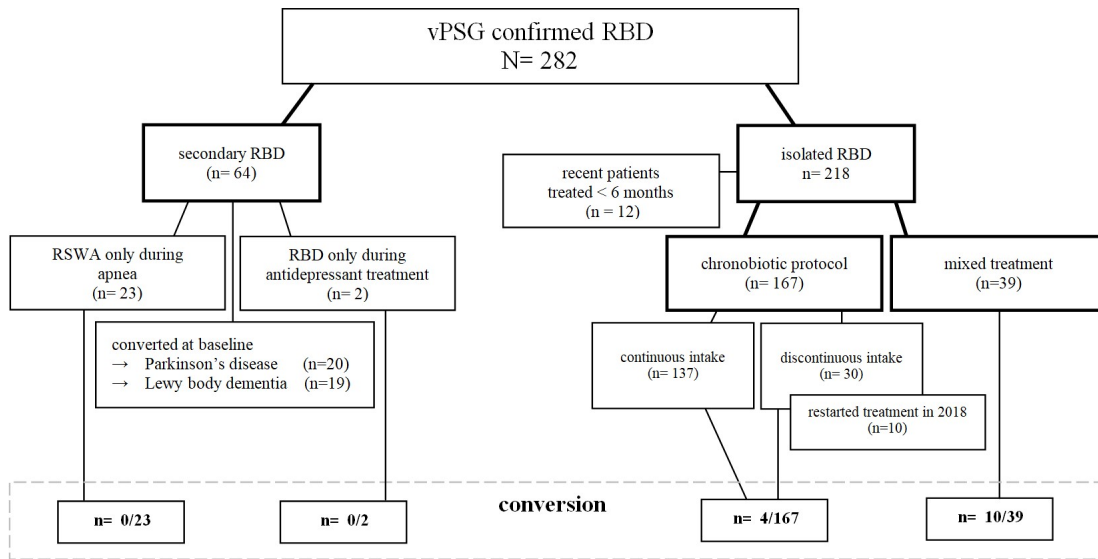 vPSG confirmed RBD
N= 282
secondary RBD
(n= 64)
isolated RBD
n= 218
recent patients
treated < 6 months
(n = 12)
RSWA only during
apnea
(n= 23)
RBD only during
antidepressant treatment
(n= 2)
chronobiotic protocol
n= 167
mixed treatment
(n=39)
converted at baseline
→ Parkinson’s disease (n=20)
→ Lewy body dementia (n=19)
continuous intake
(n= 137)
discontinuous intake
(n= 30)
restarted treatment in 2018
(n=10)
conversion
n= 0/23
n= 0/2
n= 4/167
n= 10/39